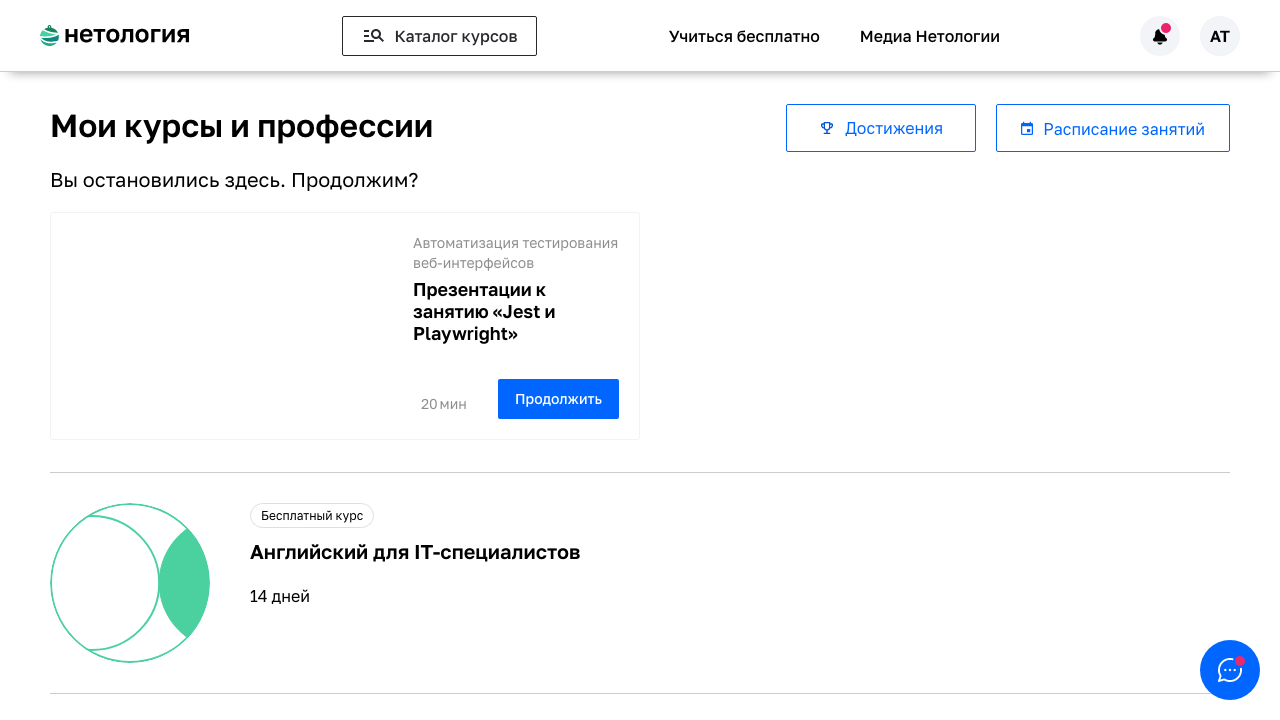 нетология
Каталог курсов
Учиться бесплатно
Медиа Нетологии
АТ
Мои курсы и профессии
Достижения
Расписание занятий
Вы остановились здесь. Продолжим?
Автоматизация тестирования
веб-интерфейсов
Презентации к
занятию «Jest и
Playwright»
20 мин
Продолжить
Бесплатный курс
Английский для IT-специалистов
14 дней